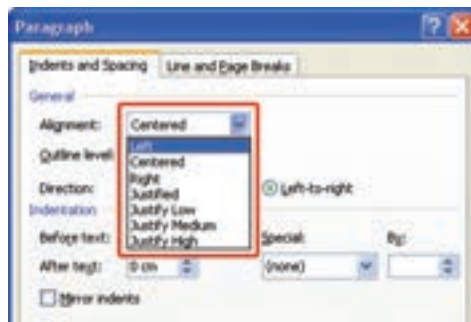 Paragraph
Indents and Spacing Line and Page Breaks
General
Alignment: Centered
Left
Outline level: Centered
Right
Direction: Justified Left-to-right
Indentation Justify Low
Justify Medium
Before text: Justify High Special: By:
After text: 0 cm (none)
Mirror indents